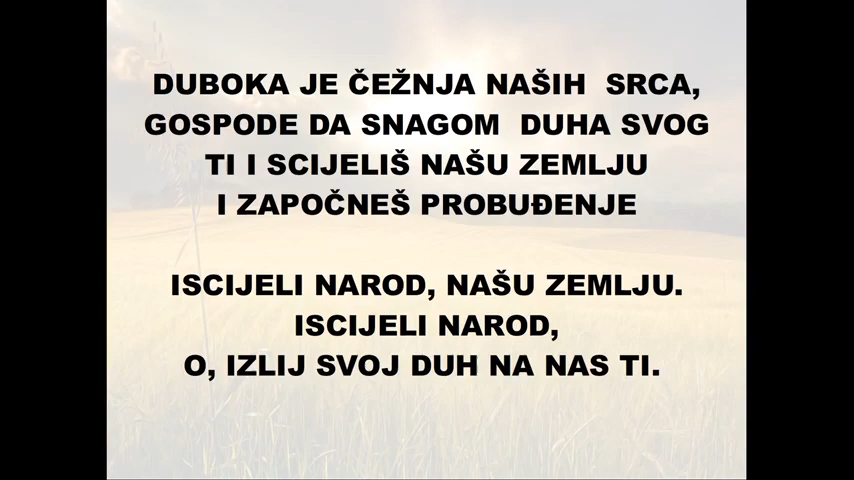 DUBOKA JE ČEŽNJA NAŠIH  SRCA,
GOSPODE DA SNAGOM  DUHA SVOG
TI I SCIJELIŠ NAŠU ZEMLJU
I ZAPOČNEŠ PROBUĐENJE
ISCIJELI NAROD, NAŠU ZEMLJU.
ISCIJELI NAROD,
O, IZLIJ SVOJ DUH NA NAS TI.